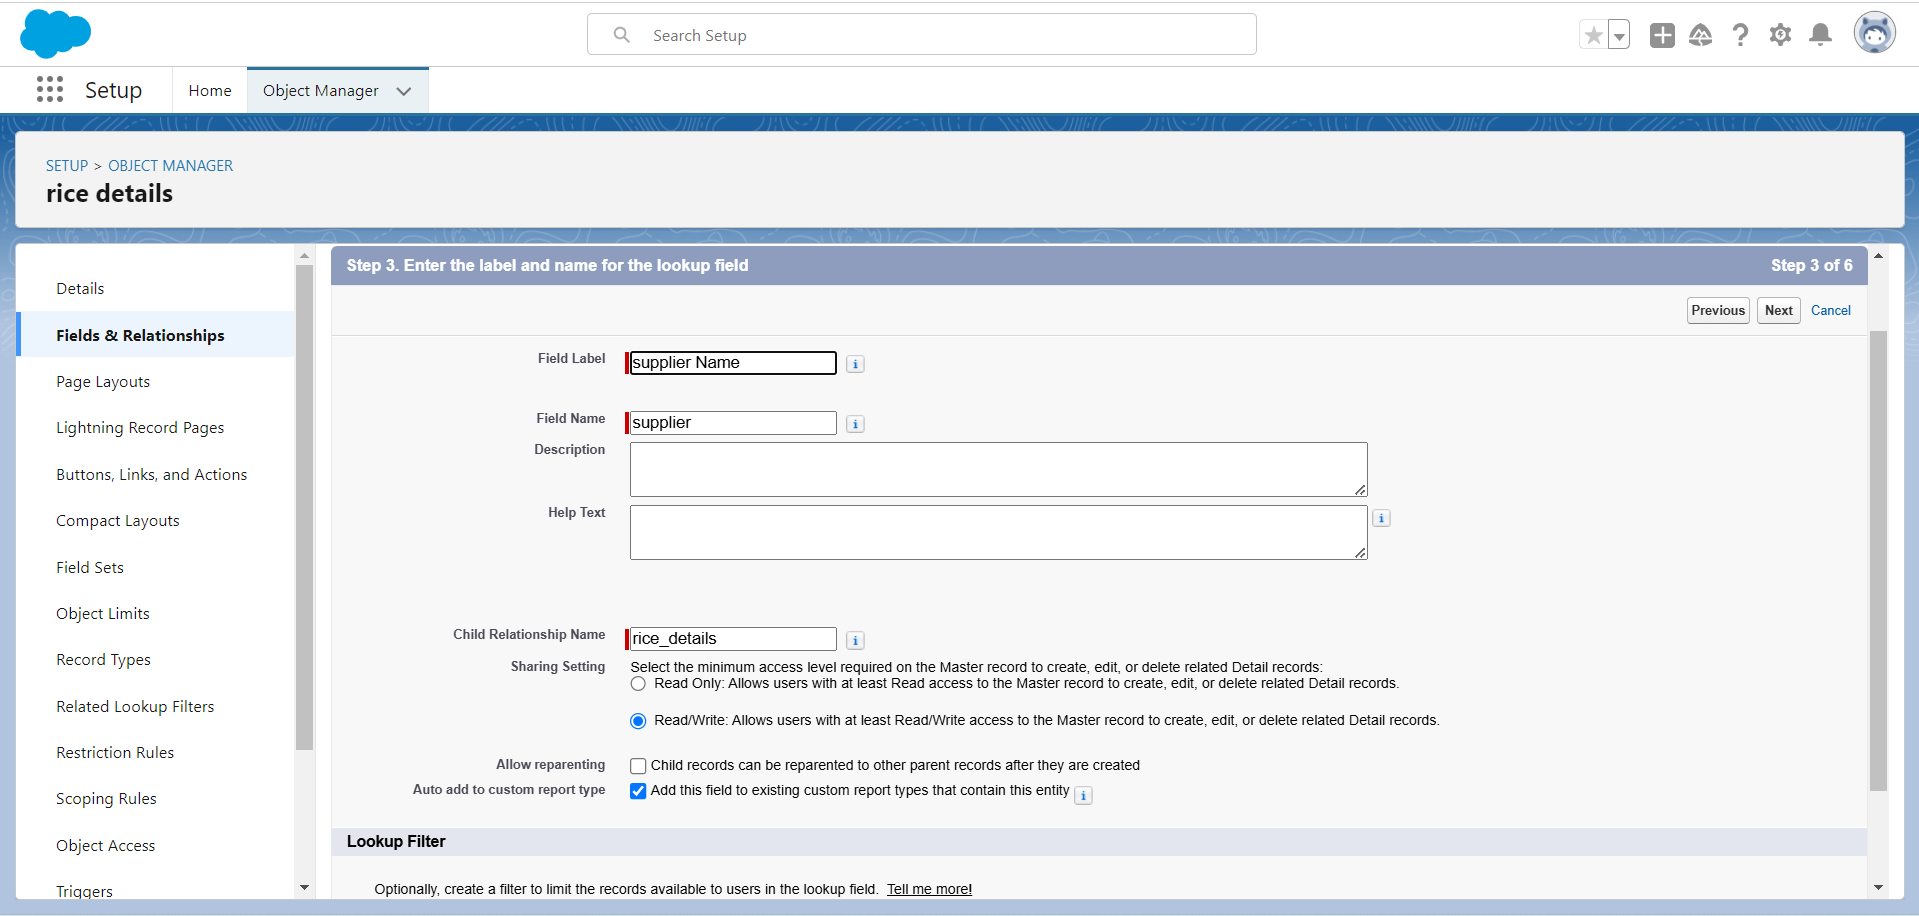 Search Setup
Setup
Home
Object Manager
SETUP > OBJECT MANAGER
rice details
Details
Fields & Relationships
Page Layouts
Lightning Record Pages
Buttons, Links, and Actions
Compact Layouts
Field Sets
Object Limits
Record Types
Related Lookup Filters
Restriction Rules
Scoping Rules
Object Access
Triggers
Step 3. Enter the label and name for the lookup field Step 3 of 6
Previous Next Cancel
Field Label supplier Name
Field Name supplier
Description
Help Text
Child Relationship Name rice_details
Sharing Setting Select the minimum access level required on the Master record to create, edit, or delete related Detail records:
Read Only: Allows users with at least Read access to the Master record to create, edit, or delete related Detail records.
Read/Write: Allows users with at least Read/Write access to the Master record to create, edit, or delete related Detail records.
Allow reparenting Child records can be reparented to other parent records after they are created
Auto add to custom report type Add this field to existing custom report types that contain this entity
Lookup Filter
Optionally, create a filter to limit the records available to users in the lookup field. Tell me more!